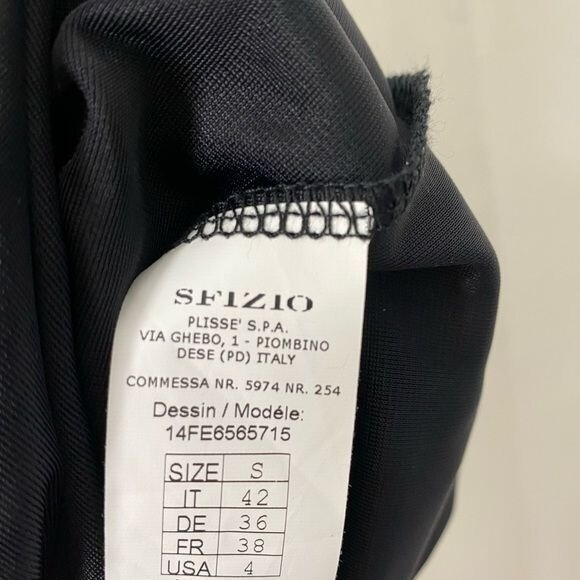 SFIZIO
PLISSE' S.P.A.
VIA GHEBO, 1 - PIOMBINO
DESE (PD) ITALY
COMMESSA NR. 5974 NR. 254
Dessin / Modéle:
14FE6565715
SIZE S
IT 42
DE 36
FR 38
USA 4